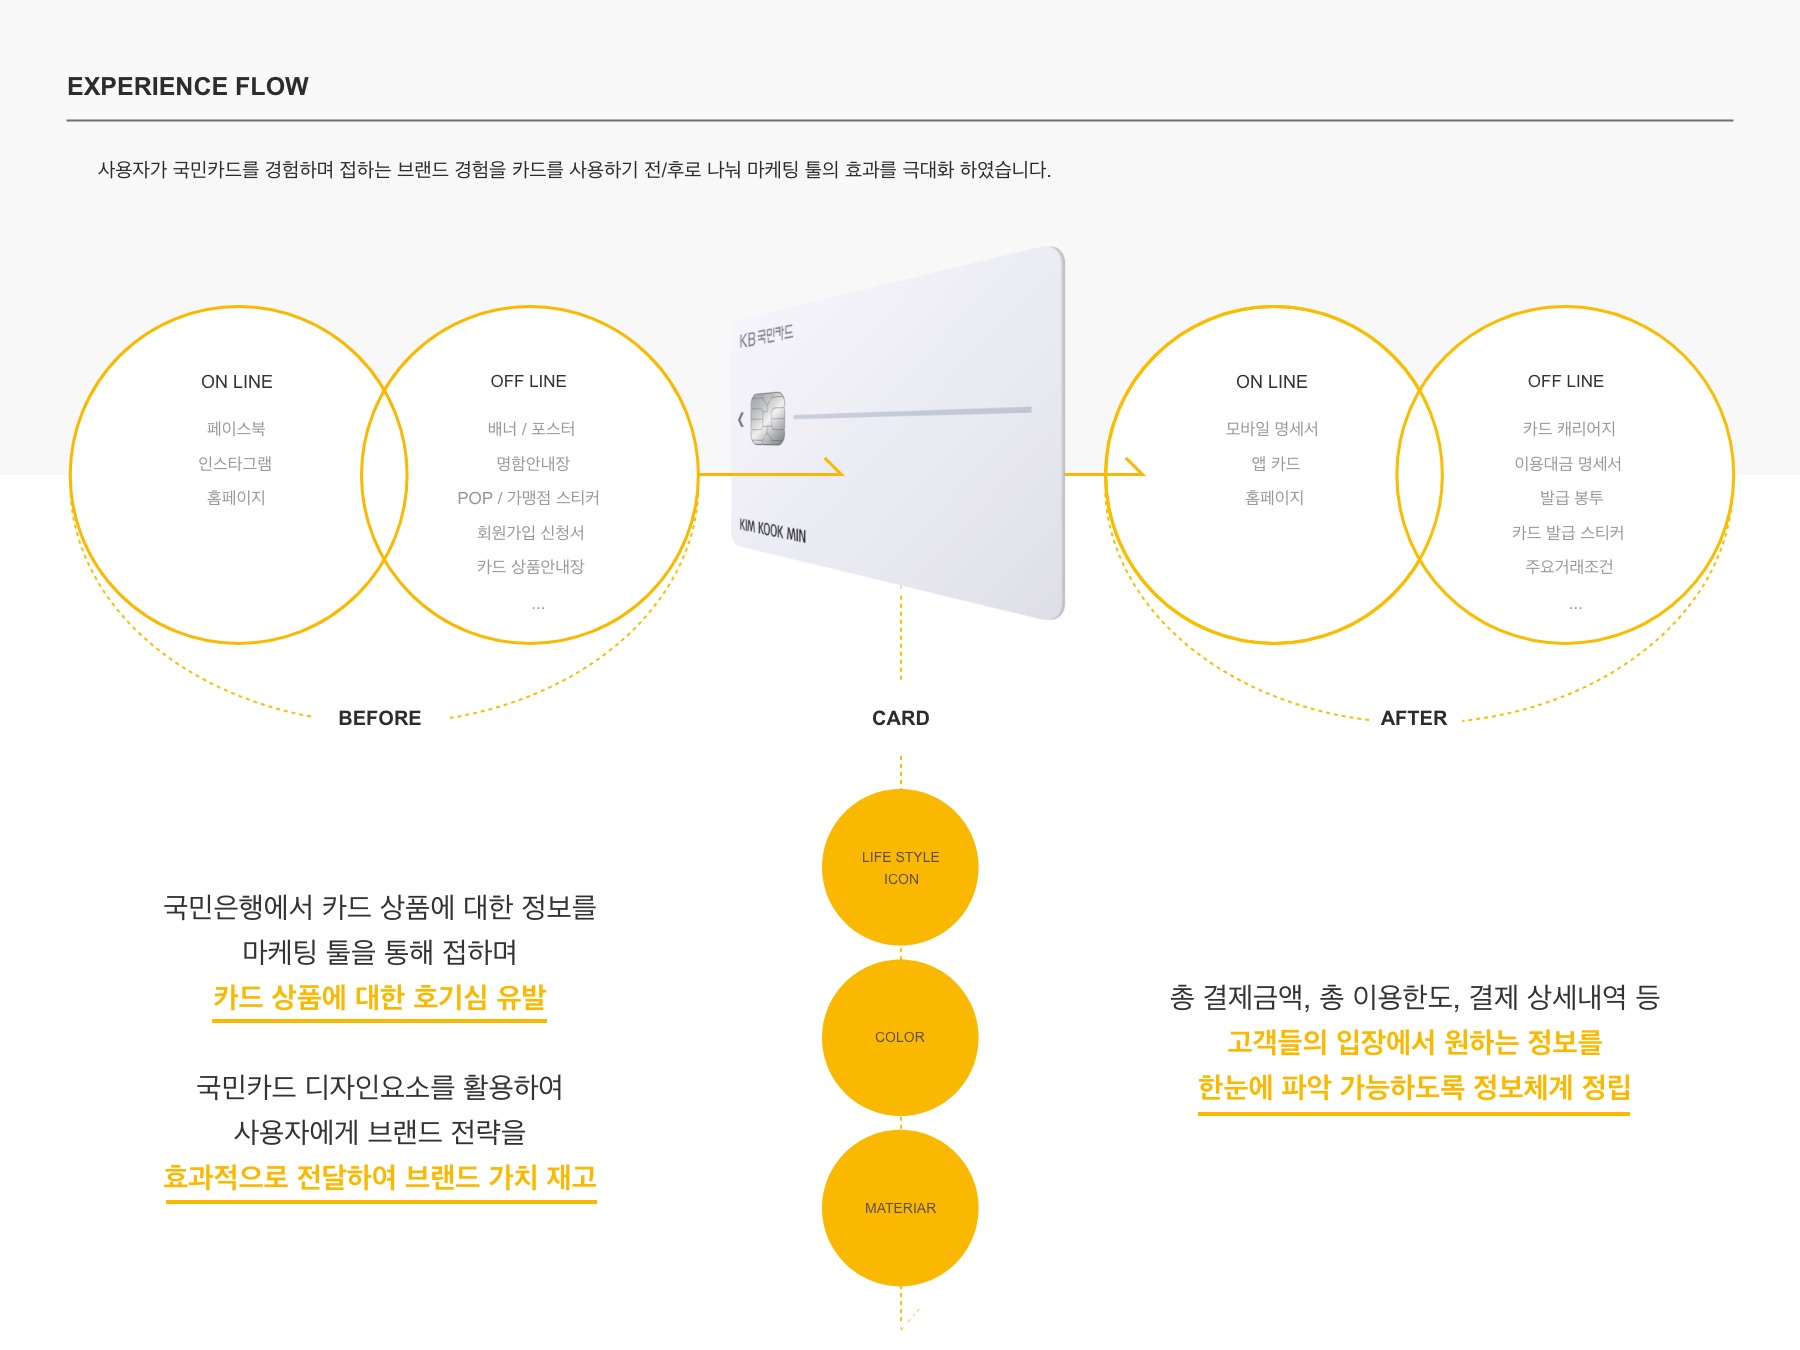 EXPERIENCE FLOW
사용자가 국민카드를 경험하며 접하는 브랜드 경험을 카드를 사용하기 전/후로 나눠 마케팅 툴의 효과를 극대화 하였습니다.
ON LINE
페이스북
인스타그램
홈페이지
OFF LINE
배너 / 포스터
명함안내장
POP / 가맹점 스티커
회원가입 신청서
카드 상품안내장
...
BEFORE
KB국민카드
KIM KOOK MIN
CARD
ON LINE
모바일 명세서
앱 카드
홈페이지
OFF LINE
카드 캐리어지
이용대금 명세서
발급 봉투
카드 발급 스티커
주요거래조건
...
AFTER
국민은행에서 카드 상품에 대한 정보를
마케팅 툴을 통해 접하며
카드 상품에 대한 호기심 유발
국민카드 디자인요소를 활용하여
사용자에게 브랜드 전략을
효과적으로 전달하여 브랜드 가치 재고
LIFE STYLE
ICON
COLOR
MATERIAR
총 결제금액, 총 이용한도, 결제 상세내역 등
고객들의 입장에서 원하는 정보를
한눈에 파악 가능하도록 정보체계 정립